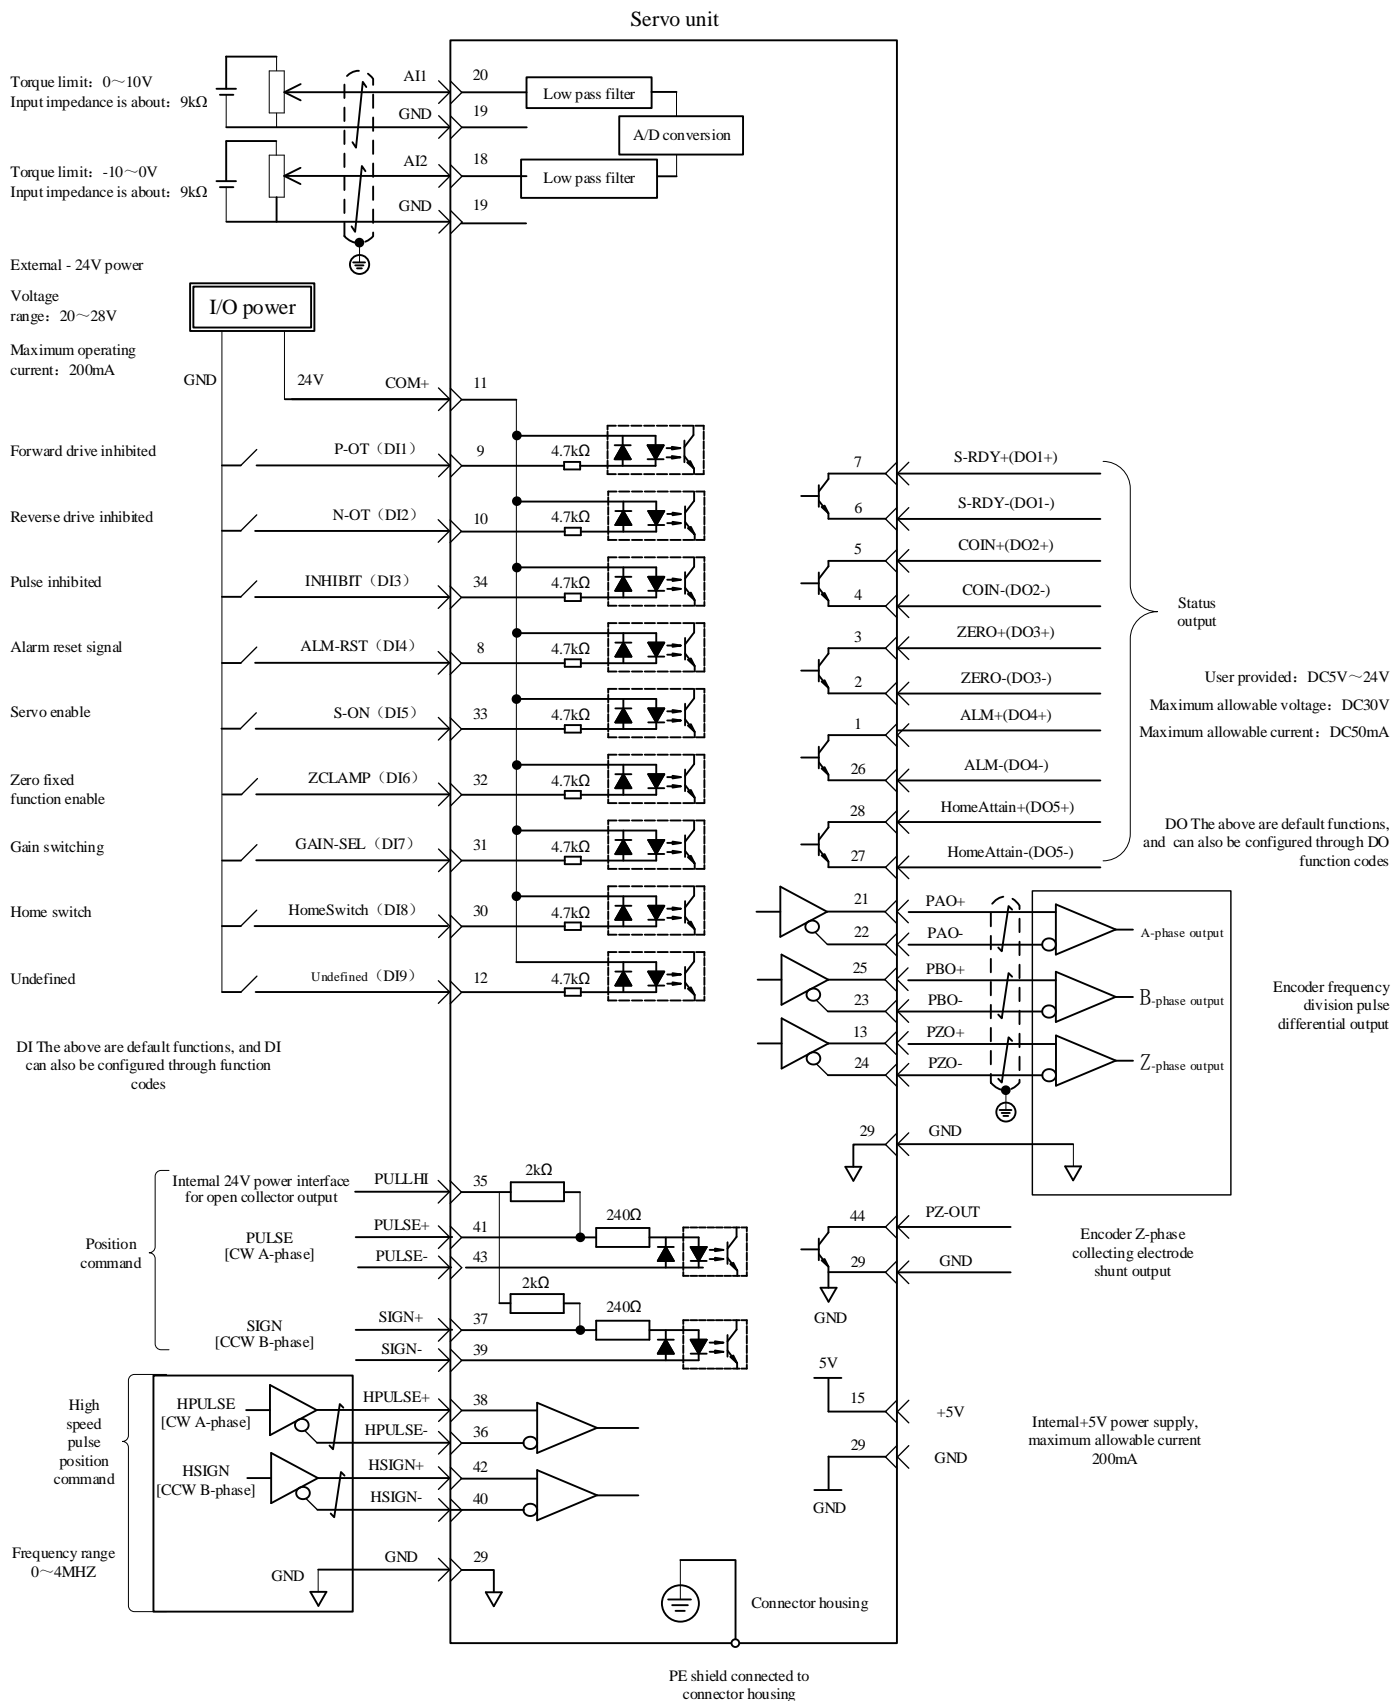 Servo unit
Torque limit：0～10V
Input impedance is about：9kΩ
AI1
20
Low pass filter
GND
19
A/D conversion
Torque limit：-10～0V
Input impedance is about：9kΩ
AI2
18
Low pass filter
GND
19
External - 24V power
Voltage
range：20～28V
Maximum operating
current：200mA
I/O power
GND
24V
COM+
11
Forward drive inhibited
P-OT（DI1）
9
4.7kΩ
Reverse drive inhibited
N-OT（DI2）
10
4.7kΩ
Pulse inhibited
INHIBIT（DI3）
34
4.7kΩ
Alarm reset signal
ALM-RST（DI4）
8
4.7kΩ
Servo enable
S-ON（DI5）
33
4.7kΩ
Zero fixed
function enable
ZCLAMP（DI6）
32
4.7kΩ
Gain switching
GAIN-SEL（DI7）
31
4.7kΩ
Home switch
HomeSwitch（DI8）
30
4.7kΩ
Undefined
Undefined（DI9）
12
4.7kΩ
DI The above are default functions, and DI
can also be configured through function
codes
7
S-RDY+(DO1+)
6
S-RDY-(DO1-)
5
COIN+(DO2+)
4
COIN-(DO2-)
3
ZERO+(DO3+)
2
ZERO-(DO3-)
1
ALM+(DO4+)
26
ALM-(DO4-)
28
HomeAttain+(DO5+)
27
HomeAttain-(DO5-)
Status
output
User provided：DC5V～24V
Maximum allowable voltage：DC30V
Maximum allowable current：DC50mA
DO The above are default functions,
and can also be configured through DO
function codes
21
PAO+
22
PAO-
A-phase output
25
PBO+
23
PBO-
B-phase output
13
PZO+
24
PZO-
Z-phase output
Encoder frequency
division pulse
differential output
29
GND
44
PZ-OUT
29
GND
GND
Encoder Z-phase
collecting electrode
shunt output
5V
15
+5V
29
GND
GND
Internal+5V power supply,
maximum allowable current
200mA
Position
command
Internal 24V power interface
for open collector output
PULLHI
35
2kΩ
PULSE
[CW A-phase]
PULSE+
41
240Ω
PULSE-
43
2kΩ
SIGN
[CCW B-phase]
SIGN+
37
240Ω
SIGN-
39
High
speed
pulse
position
command
Frequency range
0～4MHZ
HPULSE
[CW A-phase]
HPULSE+
38
HPULSE-
36
HSIGN
[CCW B-phase]
HSIGN+
42
HSIGN-
40
GND
GND
29
Connector housing
PE shield connected to
connector housing